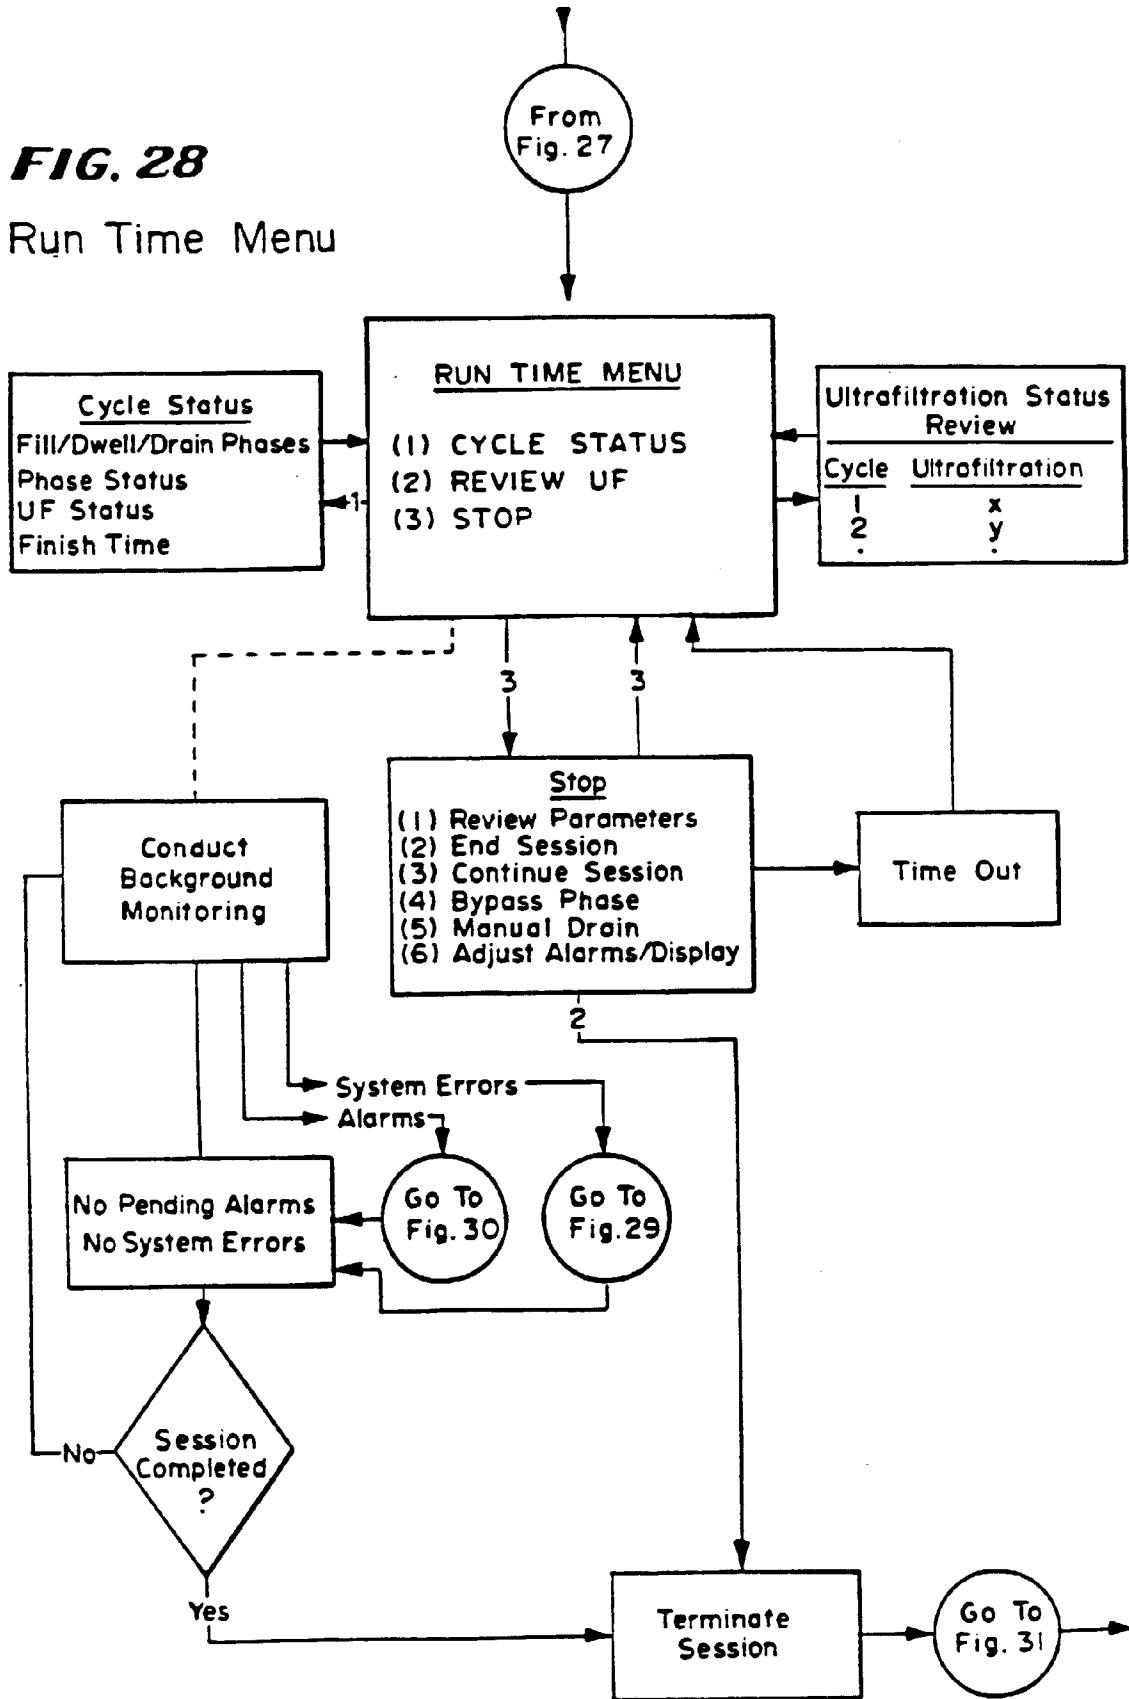 From
Fig. 27
FIG. 28
Run Time Menu
RUN TIME MENU
(1) CYCLE STATUS
(2) REVIEW UF
(3) STOP
Cycle Status
Fill/Dwell/Drain Phases
Phase Status
UF Status
Finish Time
1
Ultrafiltration Status
Review
Cycle Ultrafiltration
1 x
2 y
. .
3
3
Stop
(1) Review Parameters
(2) End Session
(3) Continue Session
(4) Bypass Phase
(5) Manual Drain
(6) Adjust Alarms/Display
Time Out
Conduct
Background
Monitoring
2
System Errors
Alarms
No Pending Alarms
No System Errors
Go To
Fig. 30
Go To
Fig. 29
Session
Completed
?
No
Yes
Terminate
Session
Go To
Fig. 31